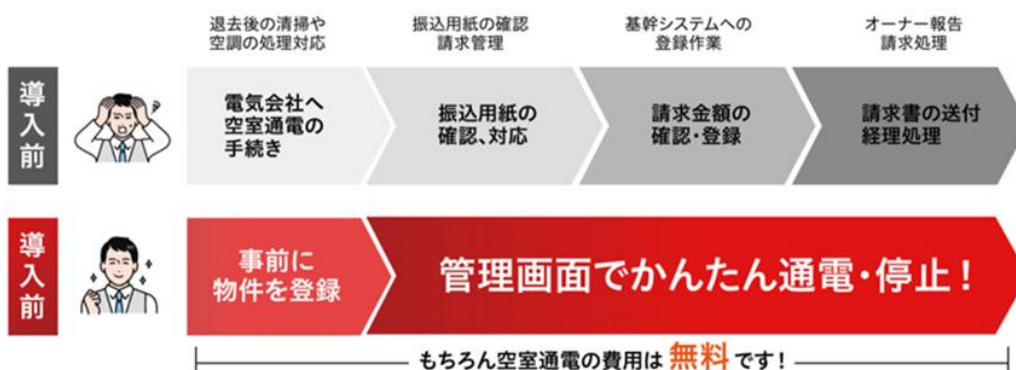 退去後の清掃や
空調の処理対応
振込用紙の確認
請求管理
基幹システムへの
登録作業
オーナー報告
請求処理
導入前
電気会社へ
空室通電の
手続き
振込用紙の
確認、対応
請求金額の
確認・登録
請求書の送付
経理処理
導入前
事前に
物件を登録
管理画面でかんたん通電・停止！
もちろん空室通電の費用は 無料 です！